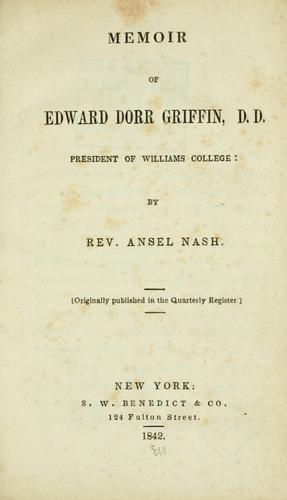 MEMOIR
OF
EDWARD DORR GRIFFIN, D. D.
PRESIDENT OF WILLIAMS COLLEGE:
BY
REV. ANSEL NASH.
[Originally published in the Quarterly Register.]
NEW YORK:
S. W. BENEDICT & CO.
124 Fulton Street.
1842.